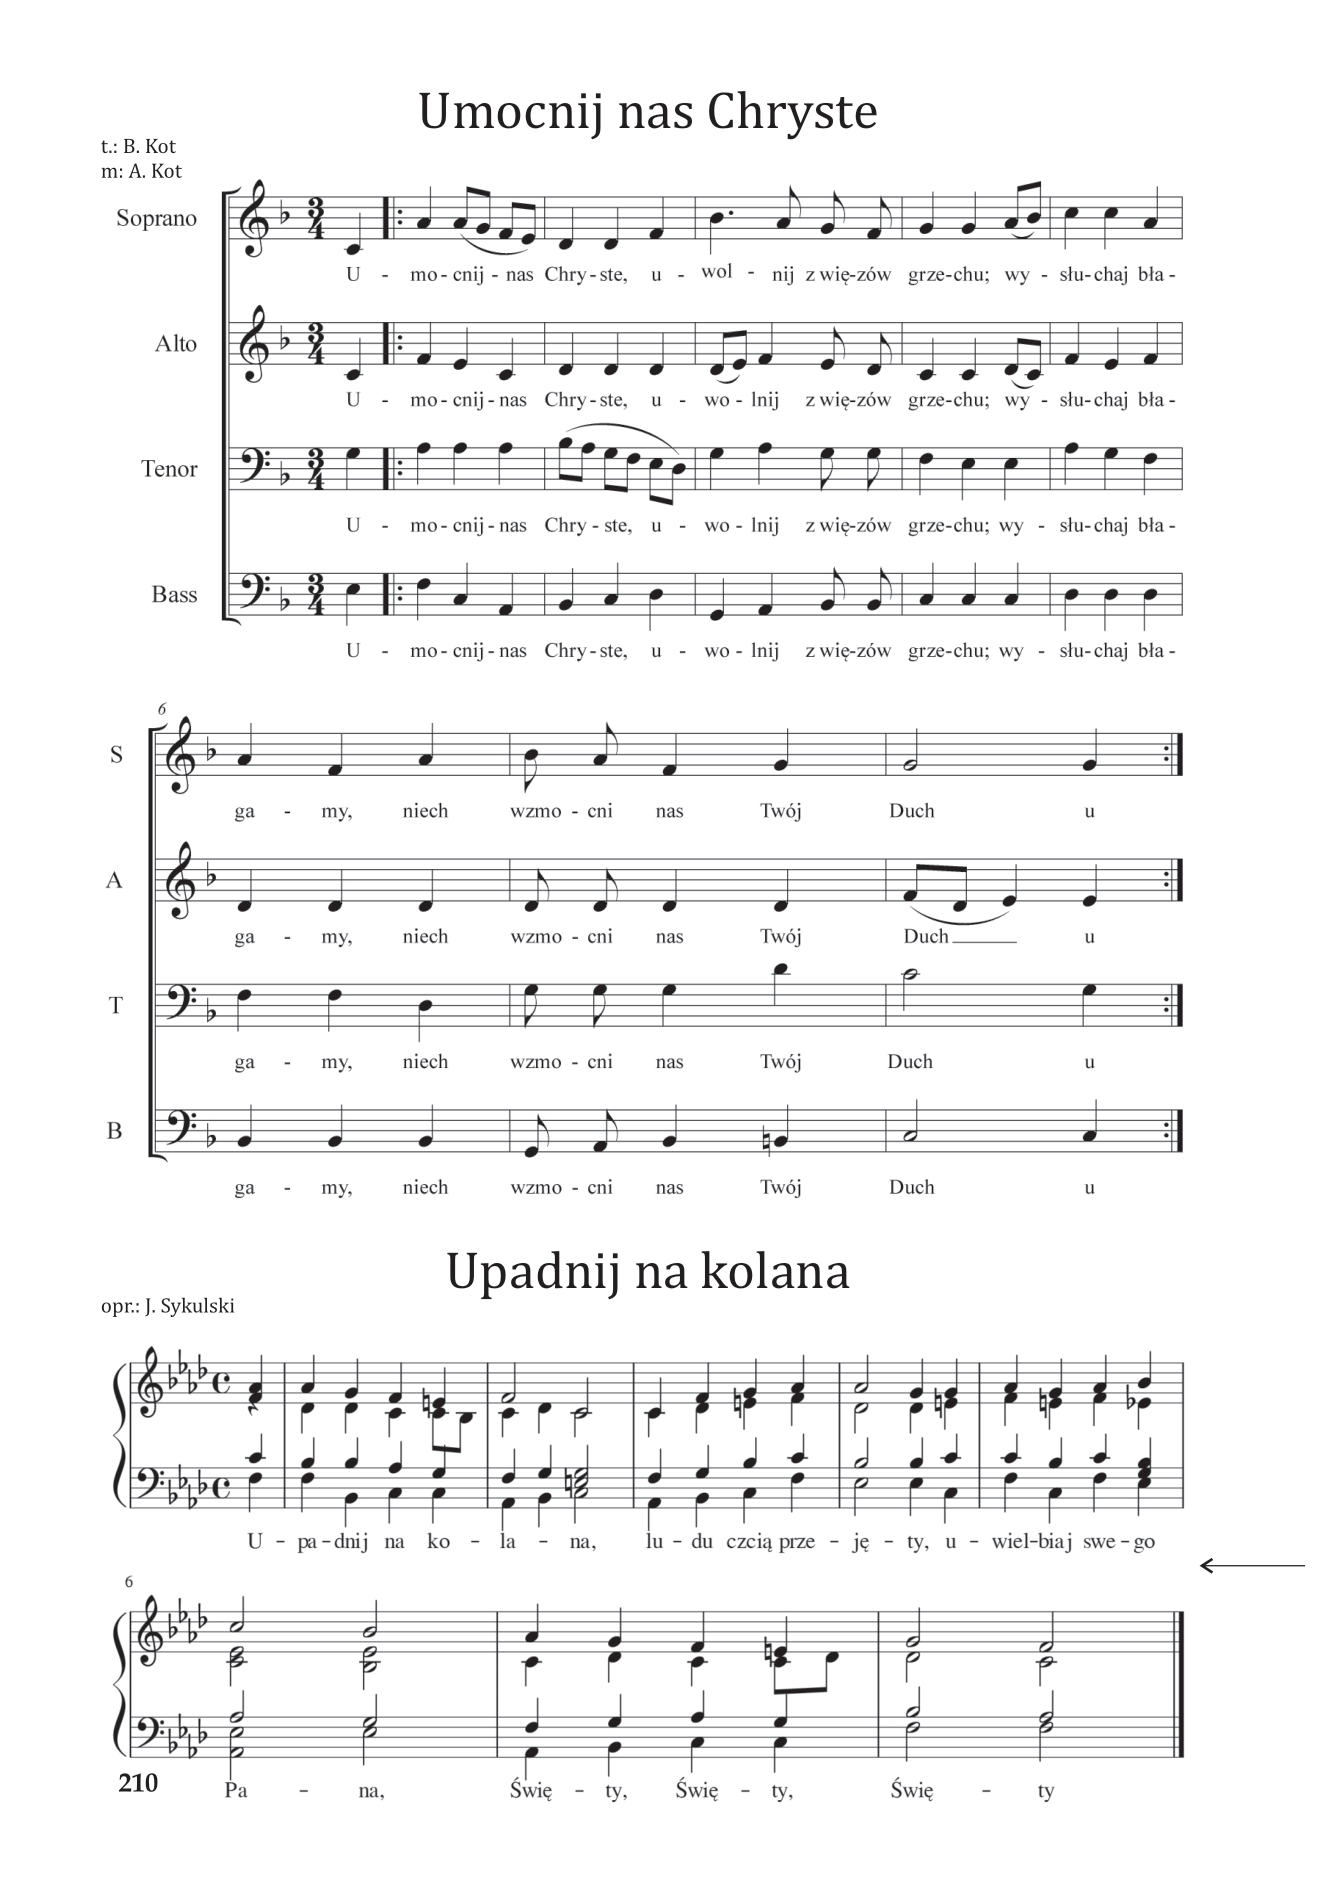 Umocnij nas Chryste
t.: B. Kot
m: A. Kot
Soprano
U - mo - cnij - nas Chry - ste, u - wol - nij z wię-zów grze - chu; wy - słu - chaj bła -
Alto
U - mo - cnij - nas Chry - ste, u - wo - lnij z wię-zów grze - chu; wy - słu - chaj bła -
Tenor
U - mo - cnij - nas Chry - ste, u - wo - lnij z wię-zów grze - chu; wy - słu - chaj bła -
Bass
U - mo - cnij - nas Chry - ste, u - wo - lnij z wię-zów grze - chu; wy - słu - chaj bła -
6
S
ga - my, niech wzmo - cni nas Twój Duch u
A
ga - my, niech wzmo - cni nas Twój Duch u
T
ga - my, niech wzmo - cni nas Twój Duch u
B
ga - my, niech wzmo - cni nas Twój Duch u
Upadnij na kolana
opr.: J. Sykulski
U - pa - dnij na ko - la - na, lu - du czcią prze - ję - ty, u - wiel - biaj swe - go
6
Pa - na, Świę - ty, Świę - ty, Świę - ty
210